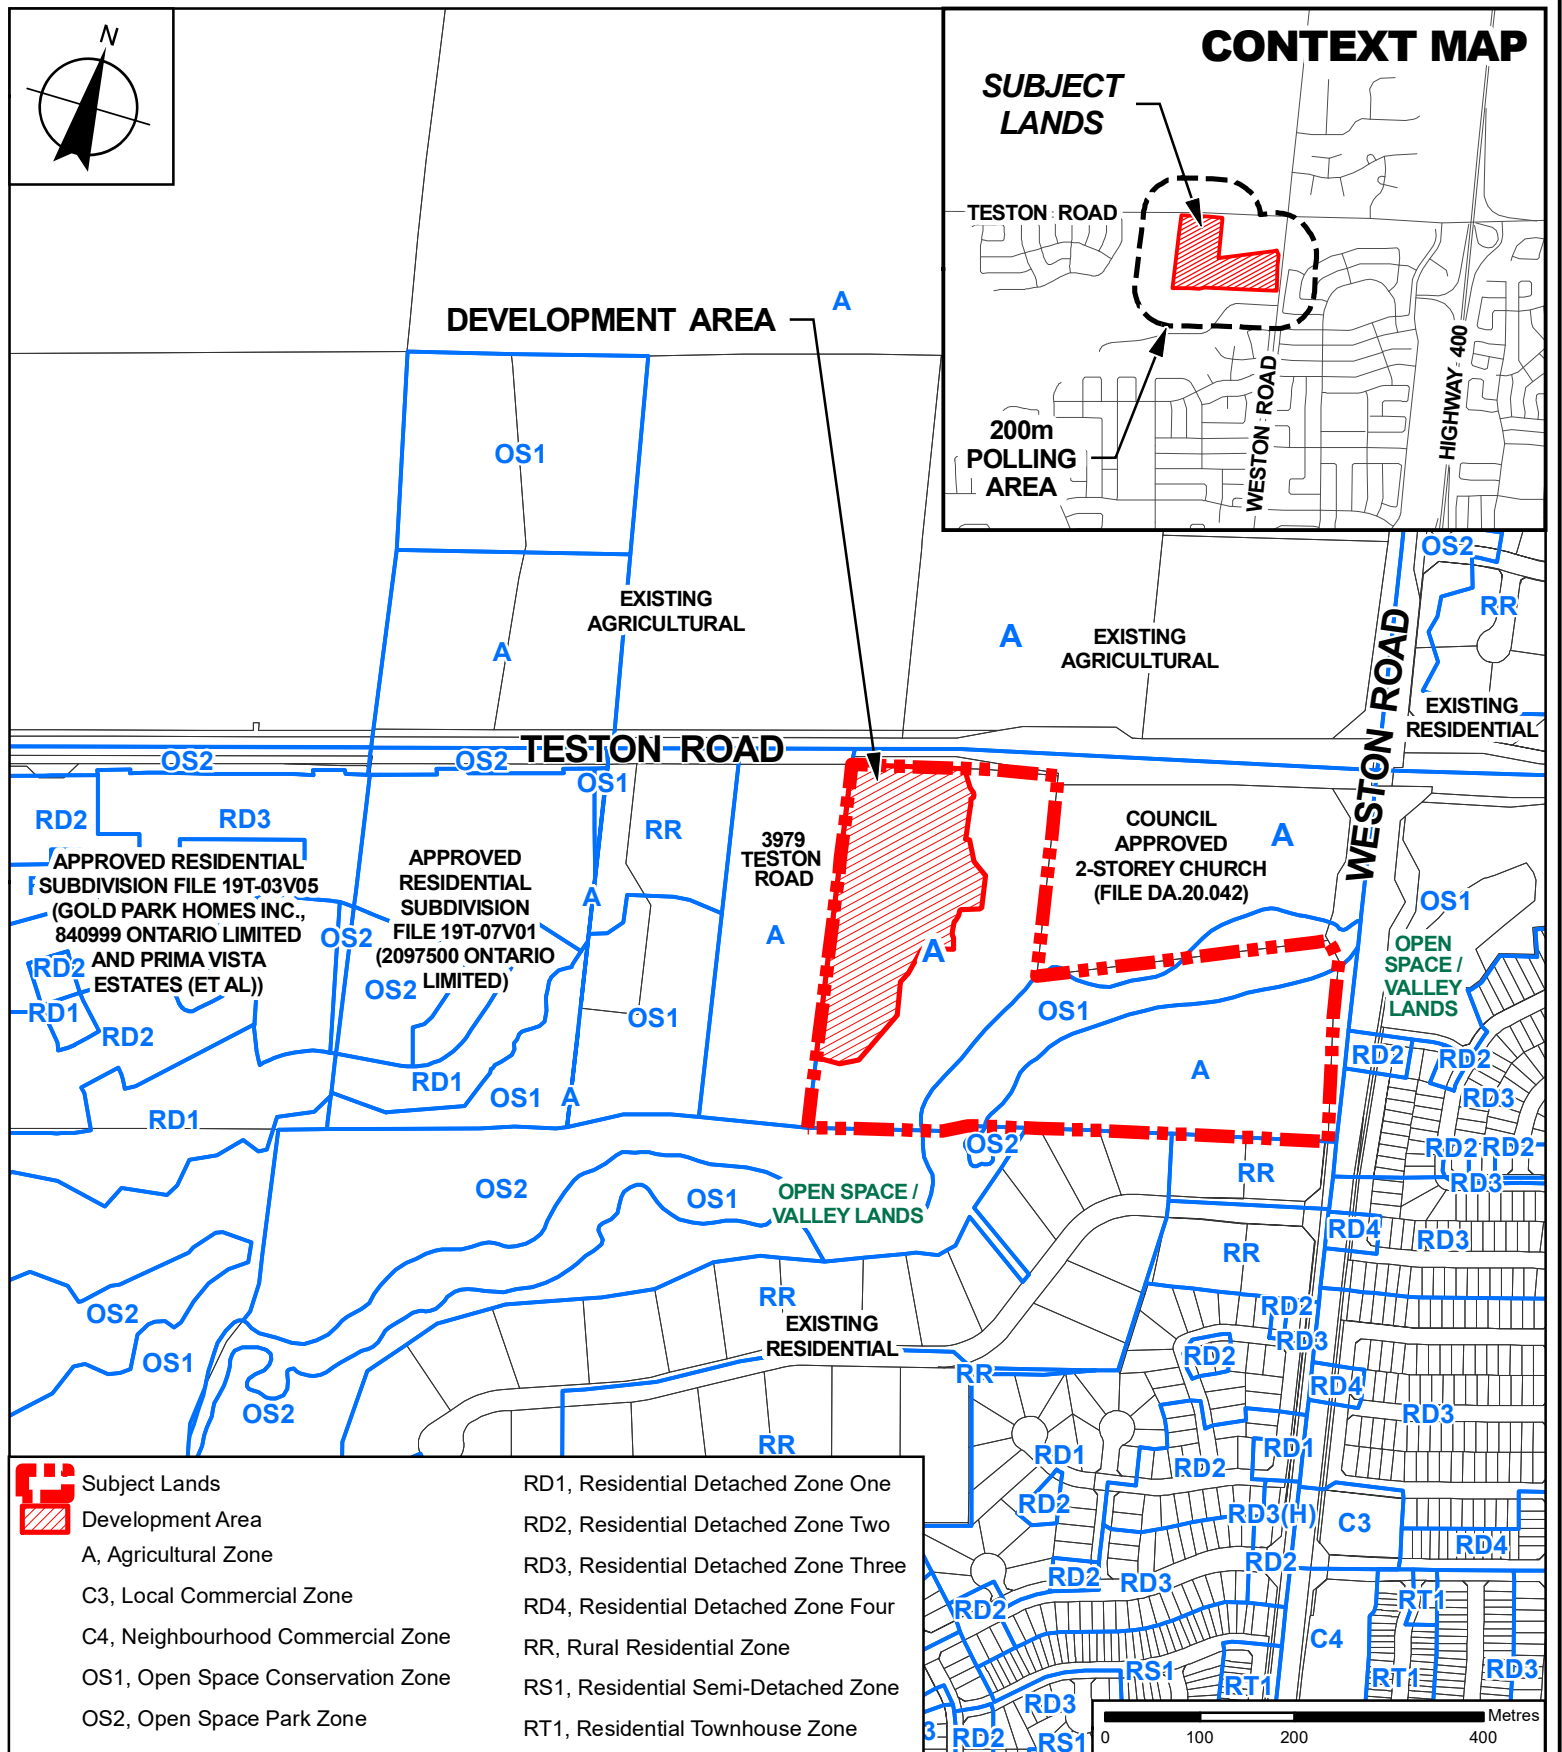 N
CONTEXT MAP
SUBJECT
LANDS
TESTON ROAD
200m
POLLING
AREA
WESTON ROAD
HIGHWAY 400
DEVELOPMENT AREA
A
OS1
EXISTING
AGRICULTURAL
A
A
EXISTING
AGRICULTURAL
OS2
RR
EXISTING
RESIDENTIAL
WESTON ROAD
TESTON ROAD
OS2
OS2
OS1
RD2
RD3
RR
3979
TESTON
ROAD
COUNCIL
APPROVED
2-STOREY CHURCH
(FILE DA.20.042)
A
APPROVED RESIDENTIAL
SUBDIVISION FILE 19T-03V05
(GOLD PARK HOMES INC.,
840999 ONTARIO LIMITED
AND PRIMA VISTA
ESTATES (ET AL))
APPROVED
RESIDENTIAL
SUBDIVISION
FILE 19T-07V01
(2097500 ONTARIO
LIMITED)
A
OS2
A
A
OS1
OPEN
SPACE /
VALLEY
LANDS
RD2
OS2
RD1
RD2
OS1
OS1
RD2
RD2
RD1
OS1
A
A
RD3
RD1
OS2
RD2
RD2
RD3
OS2
OS1
OPEN SPACE /
VALLEY LANDS
RR
RD4
RD3
RR
OS2
RR
EXISTING
RESIDENTIAL
RD2
RD3
RD2
OS1
RR
RD4
OS2
RD3
RR
RD1
RD1
RD2
RD2
RD3(H)
C3
RD4
RD2
RD2
RD3
RD2
RT1
C4
RS1
RT1
RT1
RD3
RD3
3
RD2
RS1
Subject Lands
Development Area
A, Agricultural Zone
C3, Local Commercial Zone
C4, Neighbourhood Commercial Zone
OS1, Open Space Conservation Zone
OS2, Open Space Park Zone
RD1, Residential Detached Zone One
RD2, Residential Detached Zone Two
RD3, Residential Detached Zone Three
RD4, Residential Detached Zone Four
RR, Rural Residential Zone
RS1, Residential Semi-Detached Zone
RT1, Residential Townhouse Zone
Metres
0 100 200 400